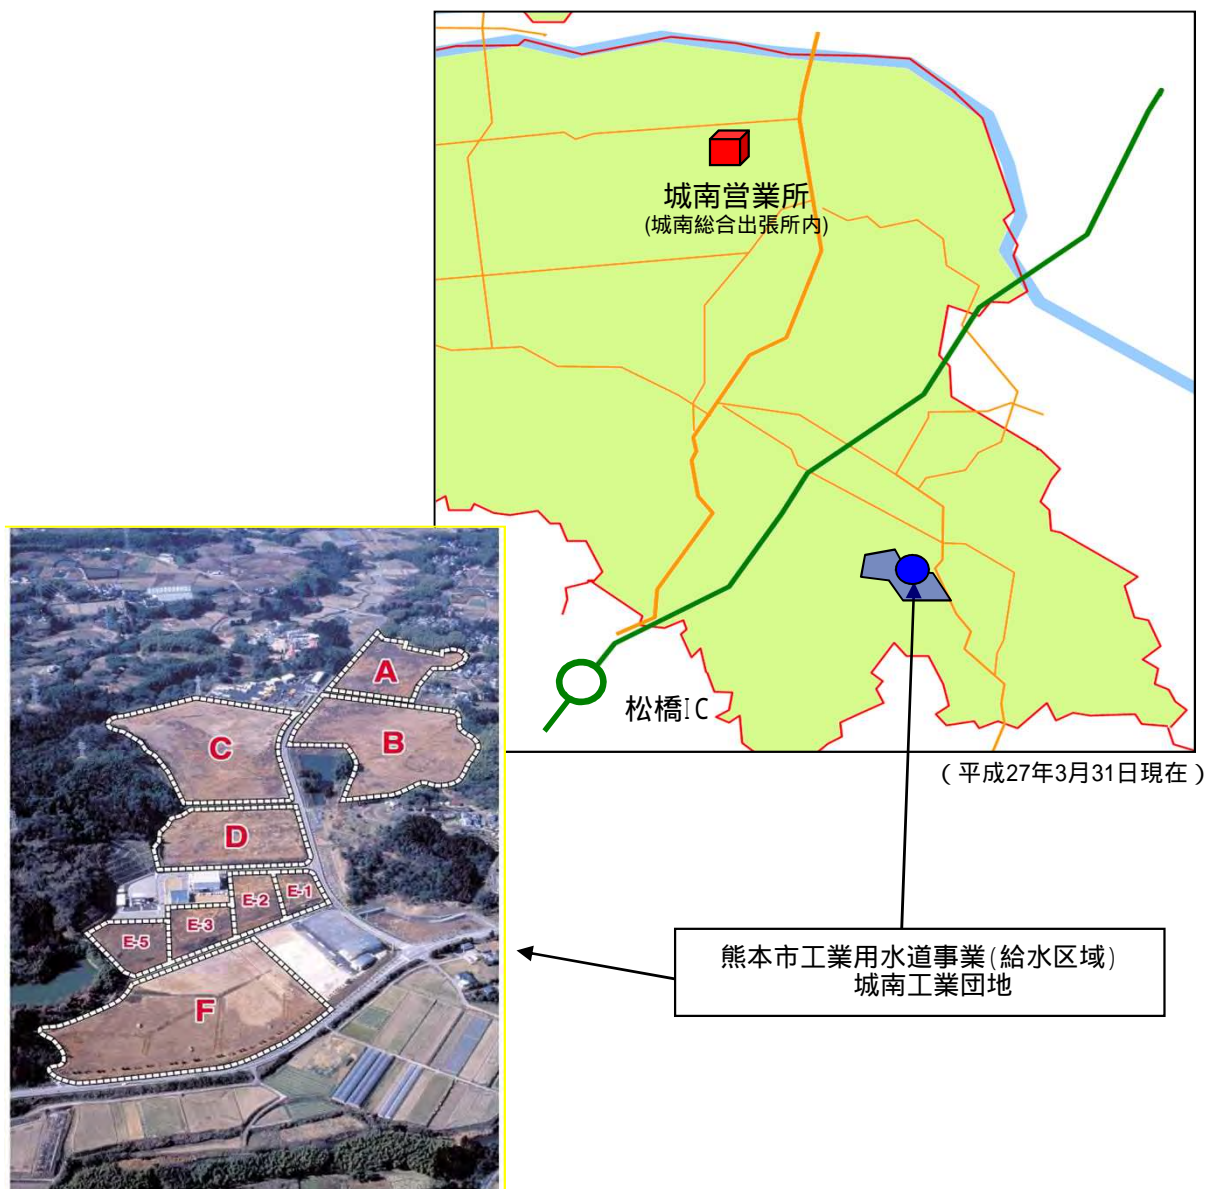 城南営業所
(城南総合出張所内)
松橋IC
(平成27年3月31日現在)
A
B
C
D
E-1
E-2
E-3
E-5
F
熊本市工業用水道事業(給水区域)
城南工業団地